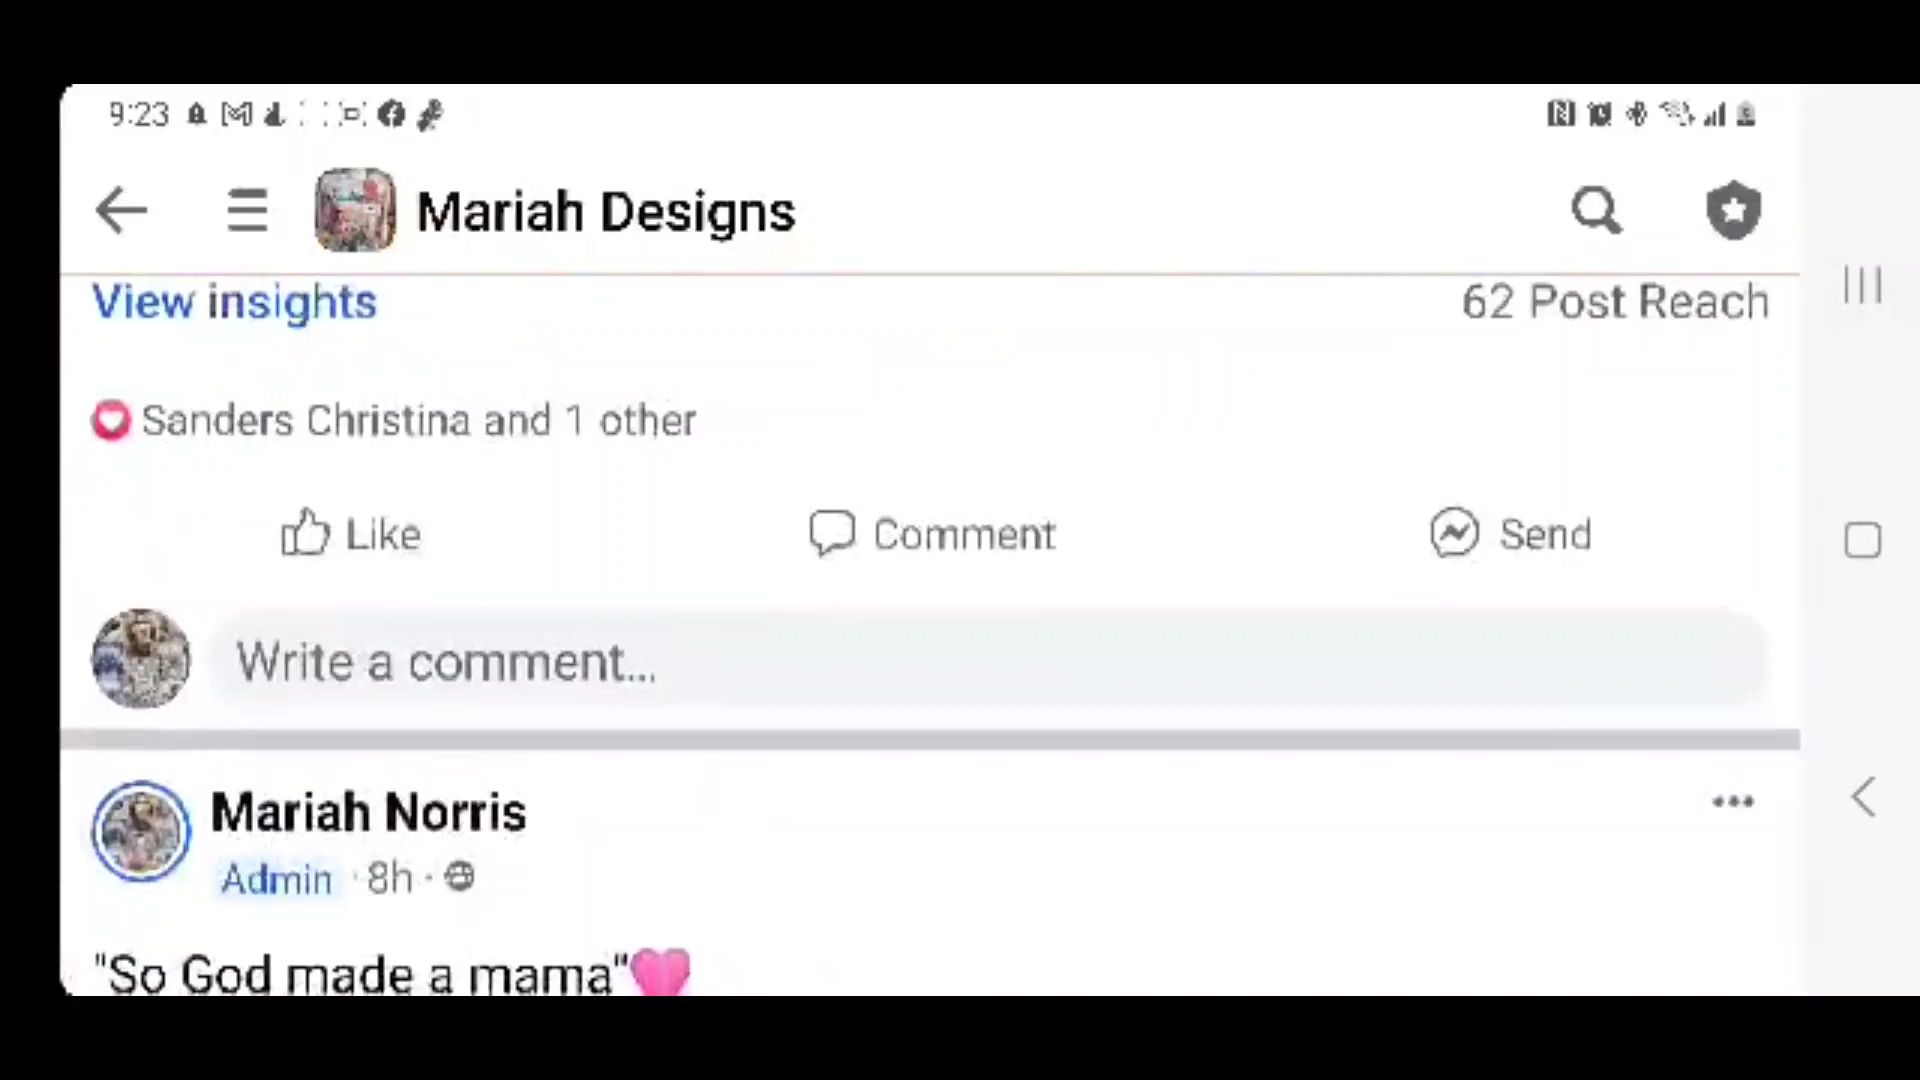 9:23
Mariah Designs
View insights
62 Post Reach
Sanders Christina and 1 other
Like
Comment
Send
Write a comment...
Mariah Norris
Admin · 8h ·
"So God made a mama"